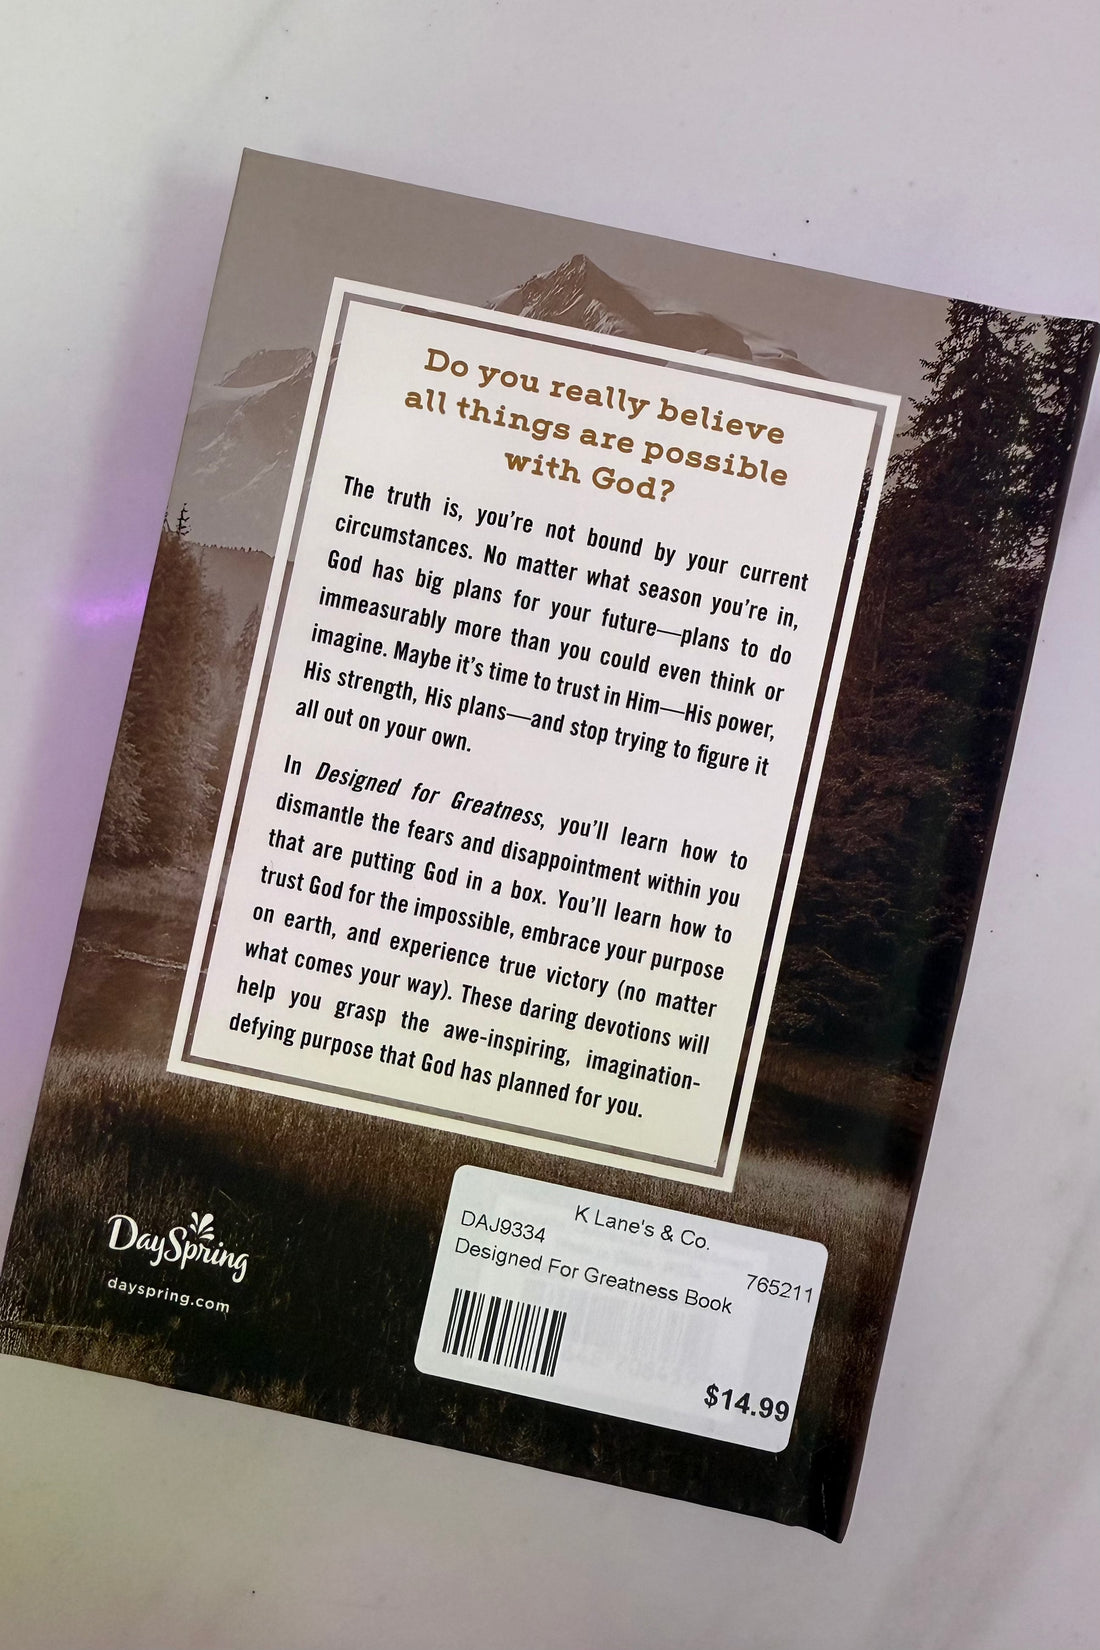 Do you really believe
all things are possible
with God?
The truth is, you're not bound by your current
circumstances. No matter what season you're in,
God has big plans for your future—plans to do
immeasurably more than you could even think or
imagine. Maybe it's time to trust in Him—His power,
His strength, His plans—and stop trying to figure it
all out on your own.
In Designed for Greatness, you'll learn how to
dismantle the fears and disappointment within you
that are putting God in a box. You'll learn how to
trust God for the impossible, embrace your purpose
on earth, and experience true victory (no matter
what comes your way). These daring devotions will
help you grasp the awe-inspiring, imagination-
defying purpose that God has planned for you.
DaySpring
dayspring.com
K Lane's & Co.
DAJ9334
765211
Designed For Greatness Book
$14.99